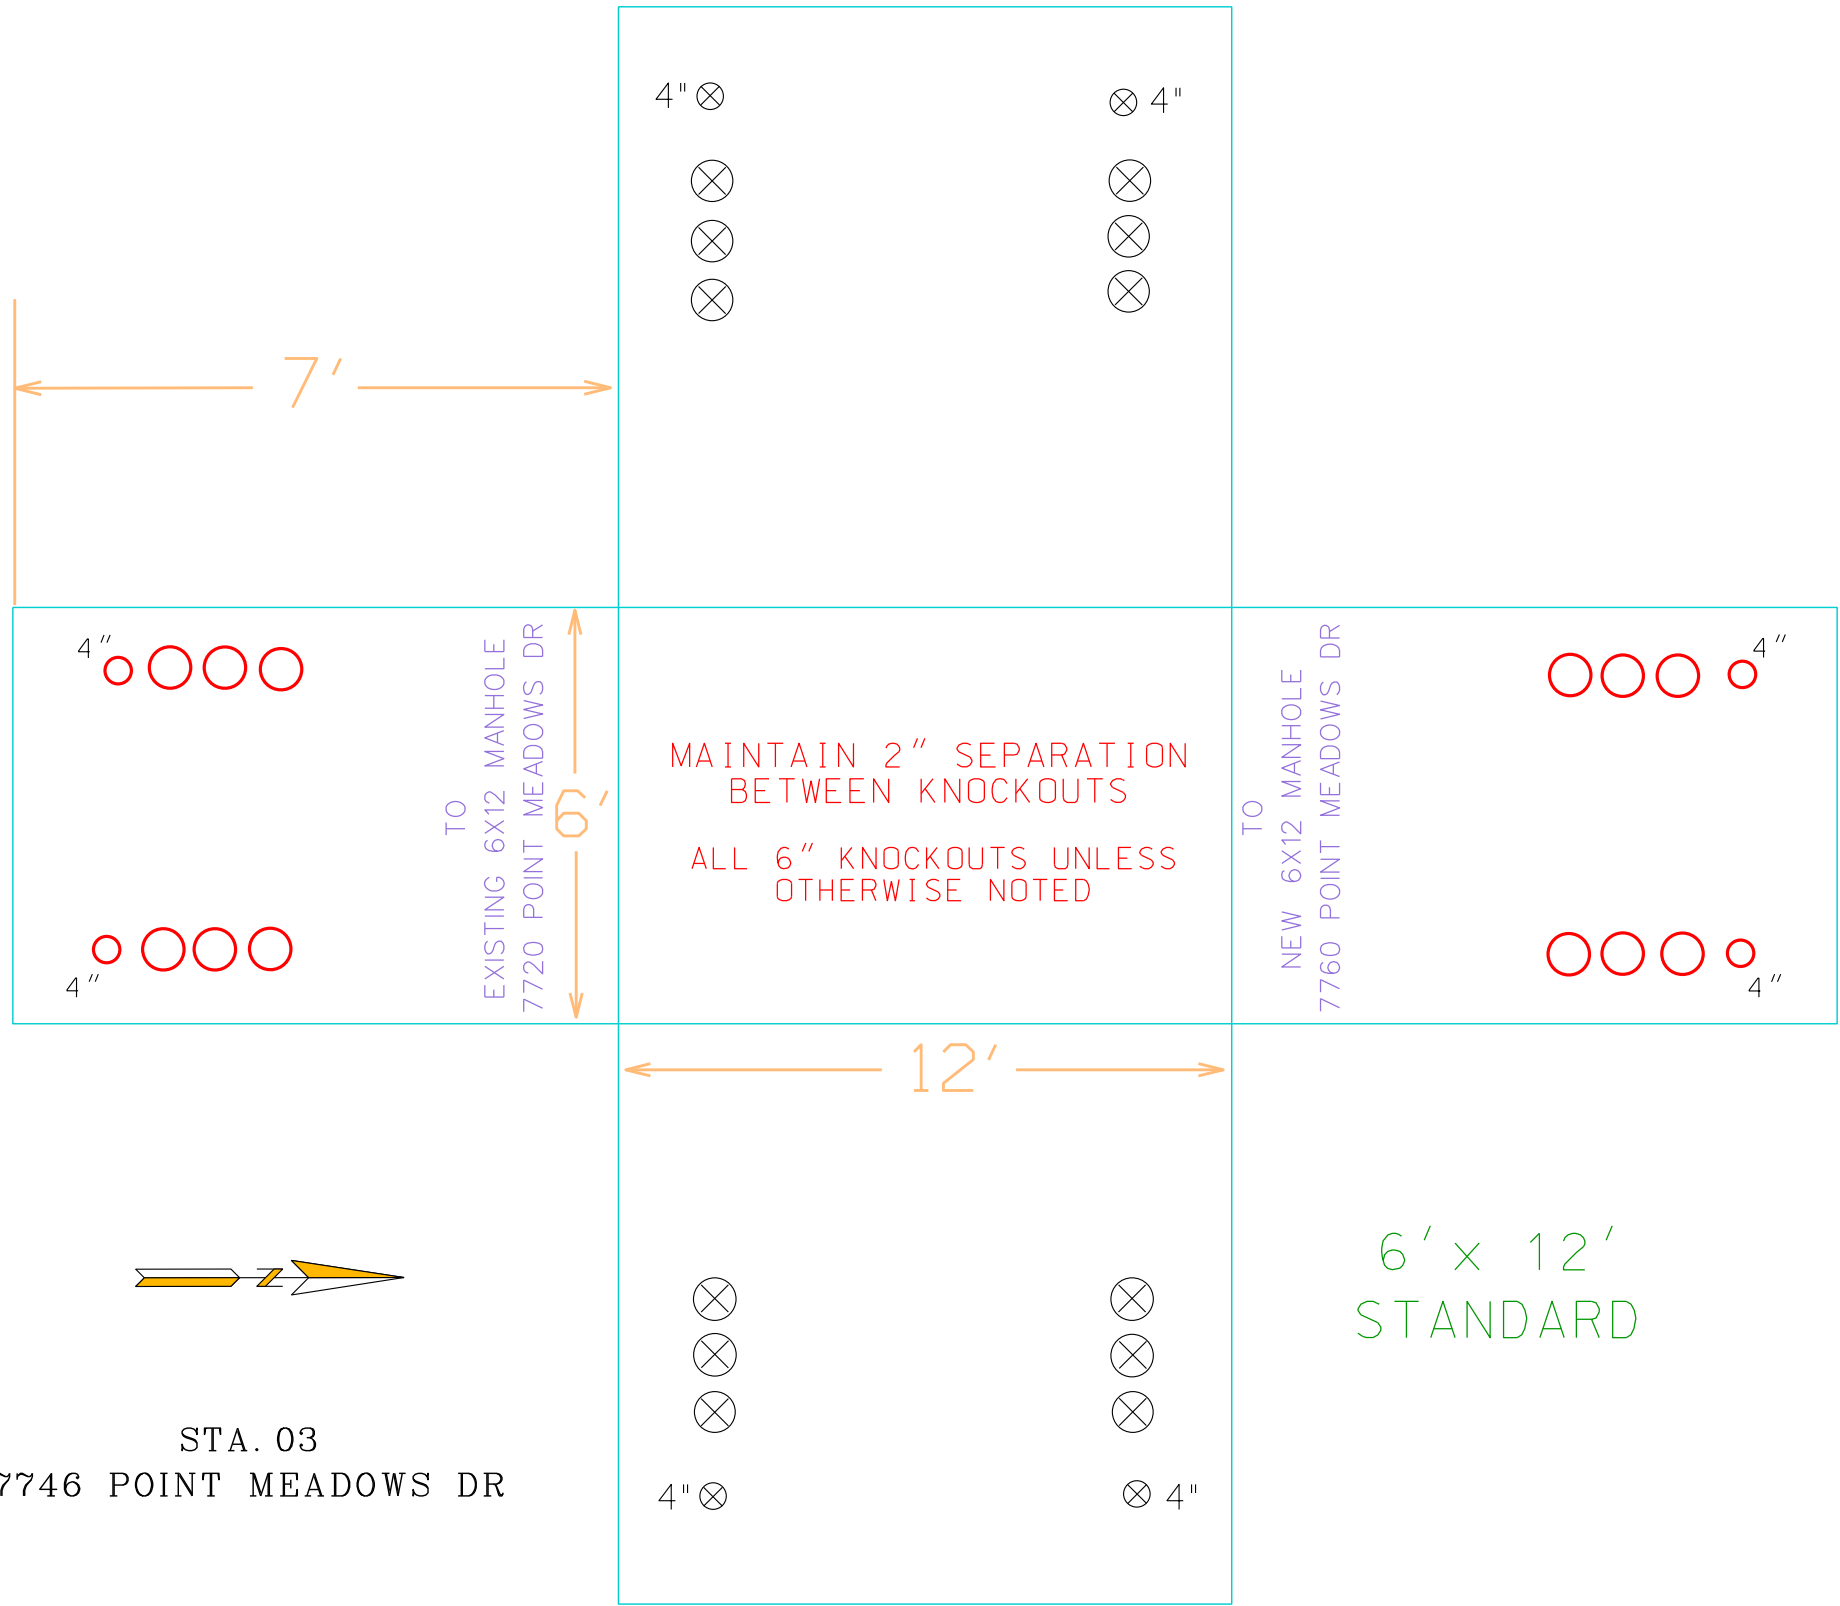 4" 4"
7'
4" 4"
TO
EXISTING 6X12 MANHOLE
7720 POINT MEADOWS DR
6'
MAINTAIN 2" SEPARATION
BETWEEN KNOCKOUTS
ALL 6" KNOCKOUTS UNLESS
OTHERWISE NOTED
TO
NEW 6X12 MANHOLE
7760 POINT MEADOWS DR
4" 4"
12'
6' x 12'
STANDARD
N
STA. 03
7746 POINT MEADOWS DR
4" 4"